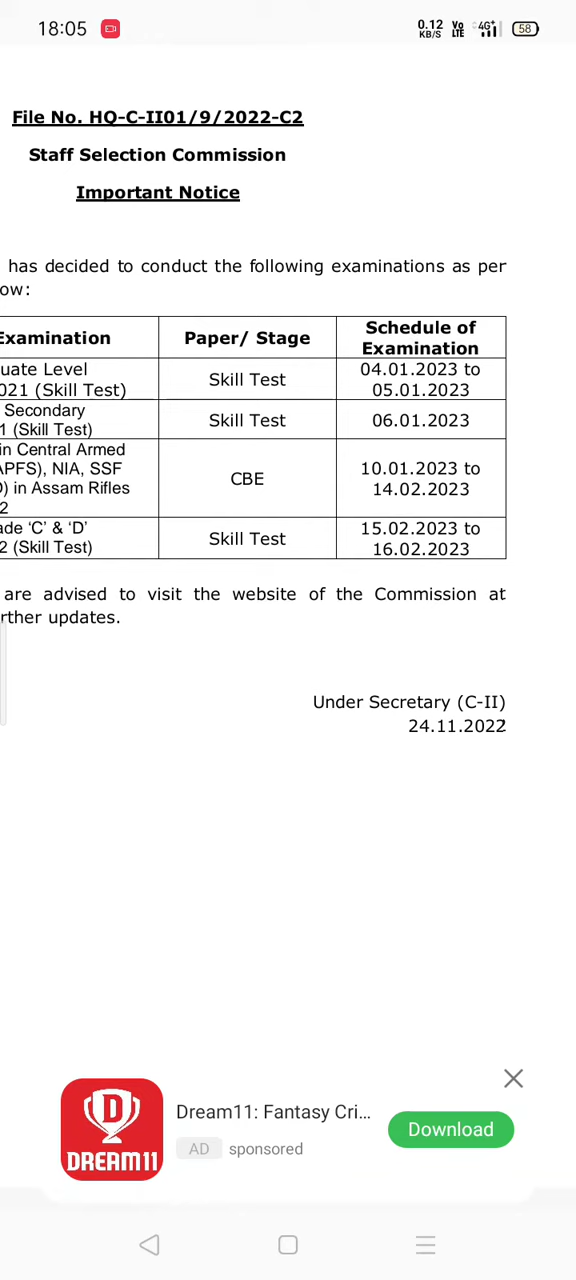 18:05
0.12 KB/S Vo LTE 4G+ 58
File No. HQ-C-II01/9/2022-C2
Staff Selection Commission
Important Notice
has decided to conduct the following examinations as per
ow:
Examination Paper/ Stage Schedule of Examination
uate Level
021 (Skill Test) Skill Test 04.01.2023 to 05.01.2023
Secondary
1 (Skill Test) Skill Test 06.01.2023
in Central Armed
APFS), NIA, SSF
D) in Assam Rifles
2 CBE 10.01.2023 to 14.02.2023
ade ‘C’ & ‘D’
2 (Skill Test) Skill Test 15.02.2023 to 16.02.2023
are advised to visit the website of the Commission at
rther updates.
Under Secretary (C-II)
24.11.2022
D
DREAM11
Dream11: Fantasy Cri...
AD sponsored
Download